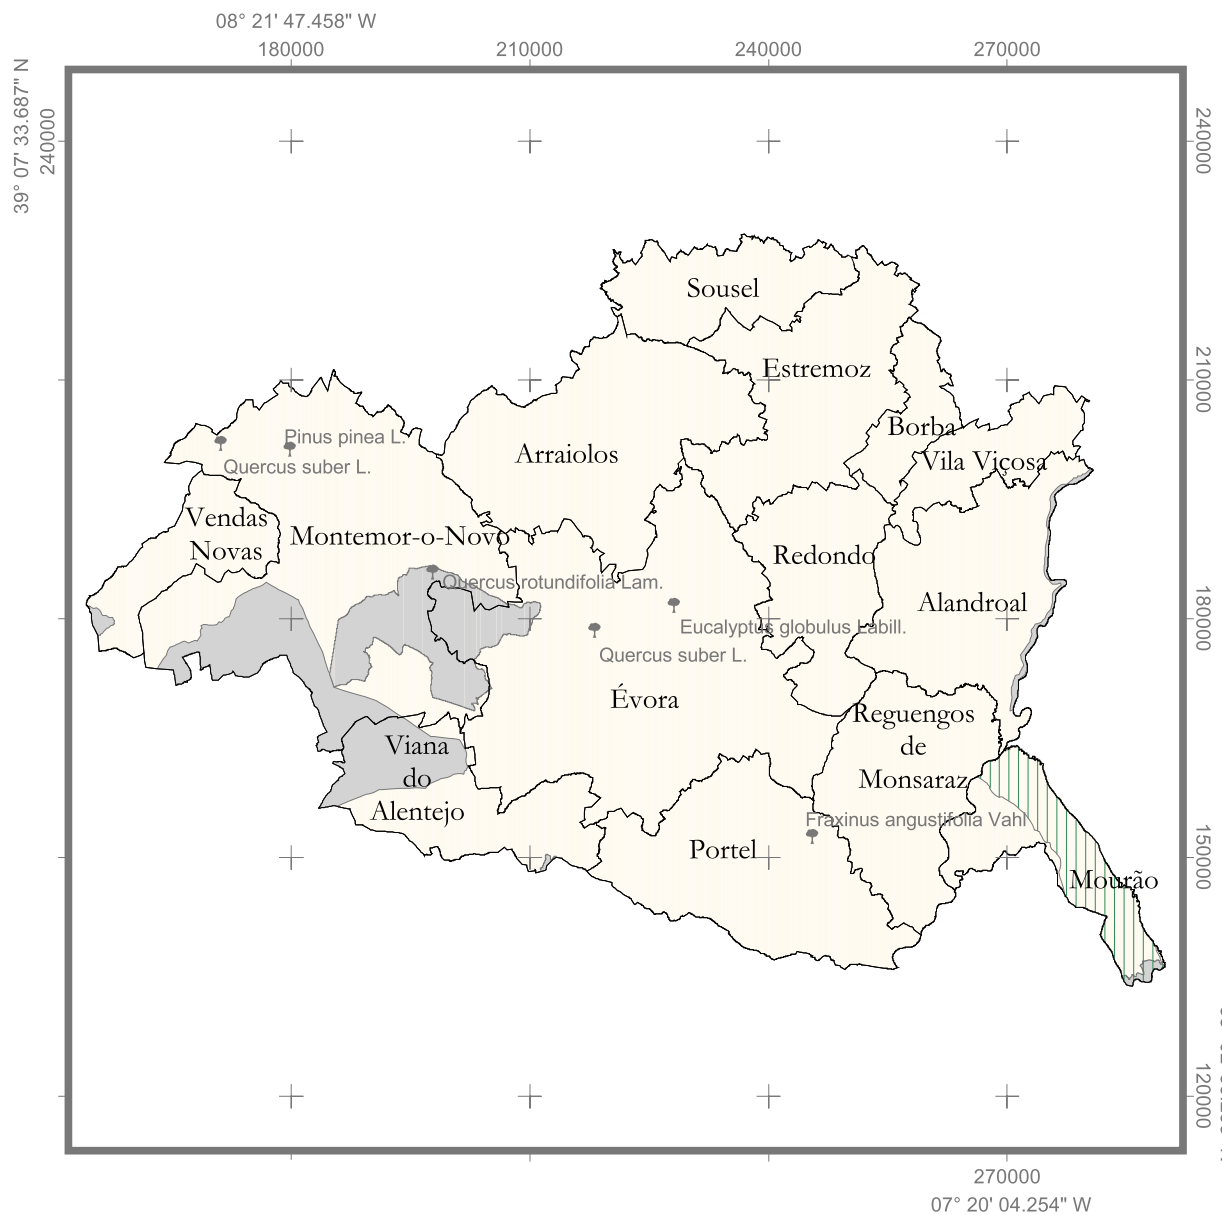 08° 21' 47.458" W
180000
210000
240000
270000
39° 07' 33.687" N
240000
240000
Sousel
Estremoz
210000
Borba
Pinus pinea L.
Quercus suber L.
Arraiolos
Vila Viçosa
Vendas
Novas
Montemor-o-Novo
Redondo
Quercus rotundifolia Lam.
Alandroal
180000
Eucalyptus globulus Labill.
Quercus suber L.
Évora
Reguengos
de
Monsaraz
Viana
do
Alentejo
Fraxinus angustifolia Vahl
Portel
150000
Mourão
120000
270000
07° 20' 04.254" W